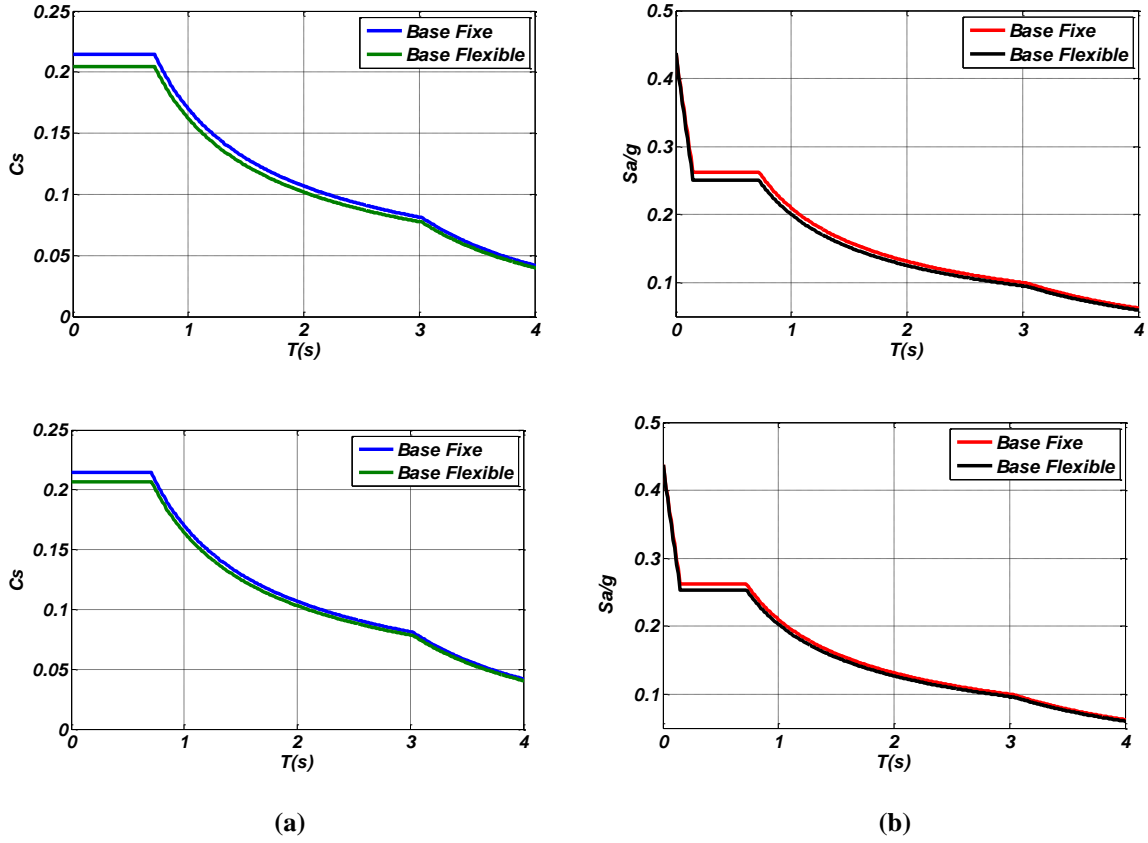 0.25
0.2
0.15
0.1
0.05
0
Cs
0 1 2 3 4
T(s)
Base Fixe
Base Flexible
0.5
0.4
0.3
0.2
0.1
Sa/g
0 1 2 3 4
T(s)
Base Fixe
Base Flexible
0.25
0.2
0.15
0.1
0.05
0
Cs
0 1 2 3 4
T(s)
Base Fixe
Base Flexible
0.5
0.4
0.3
0.2
0.1
Sa/g
0 1 2 3 4
T(s)
Base Fixe
Base Flexible
(a)
(b)